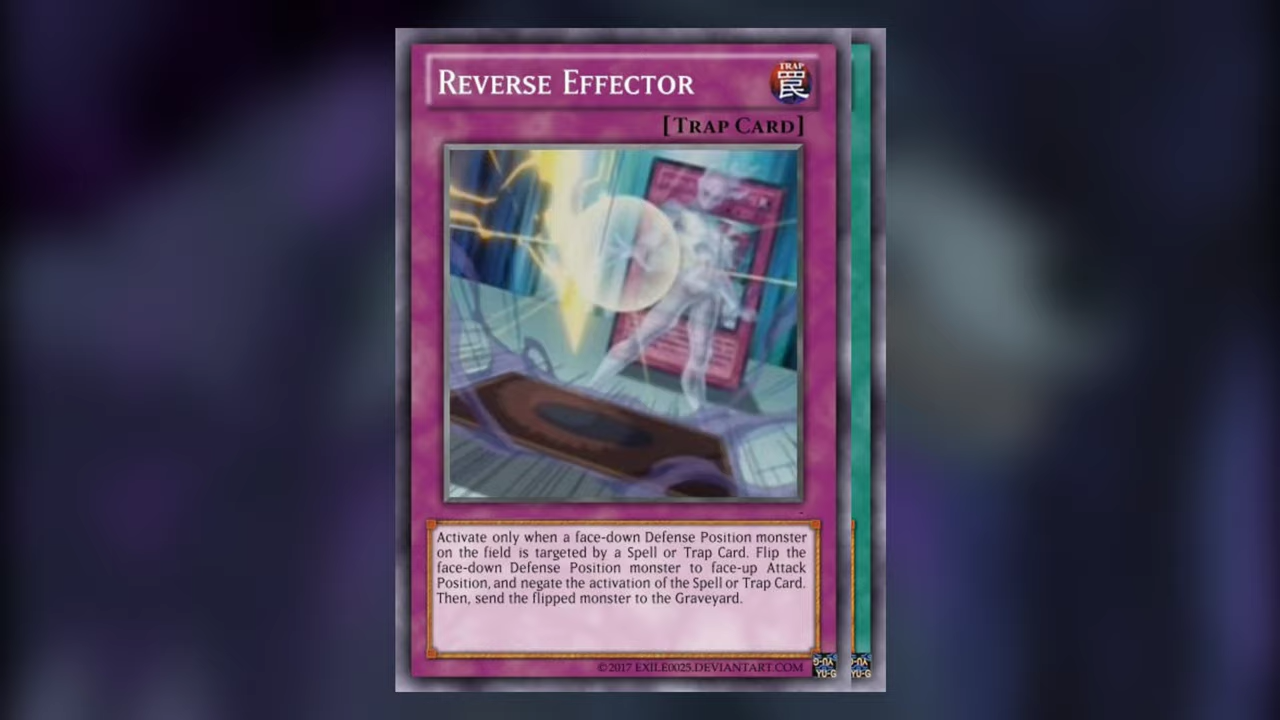 REVERSE EFFECTOR
TRAP
罠
[TRAP CARD]
Activate only when a face-down Defense Position monster
on the field is targeted by a Spell or Trap Card. Flip the
face-down Defense Position monster to face-up Attack
Position, and negate the activation of the Spell or Trap Card.
Then, send the flipped monster to the Graveyard.
©2017 EXILE0025.DEVIANTART.COM